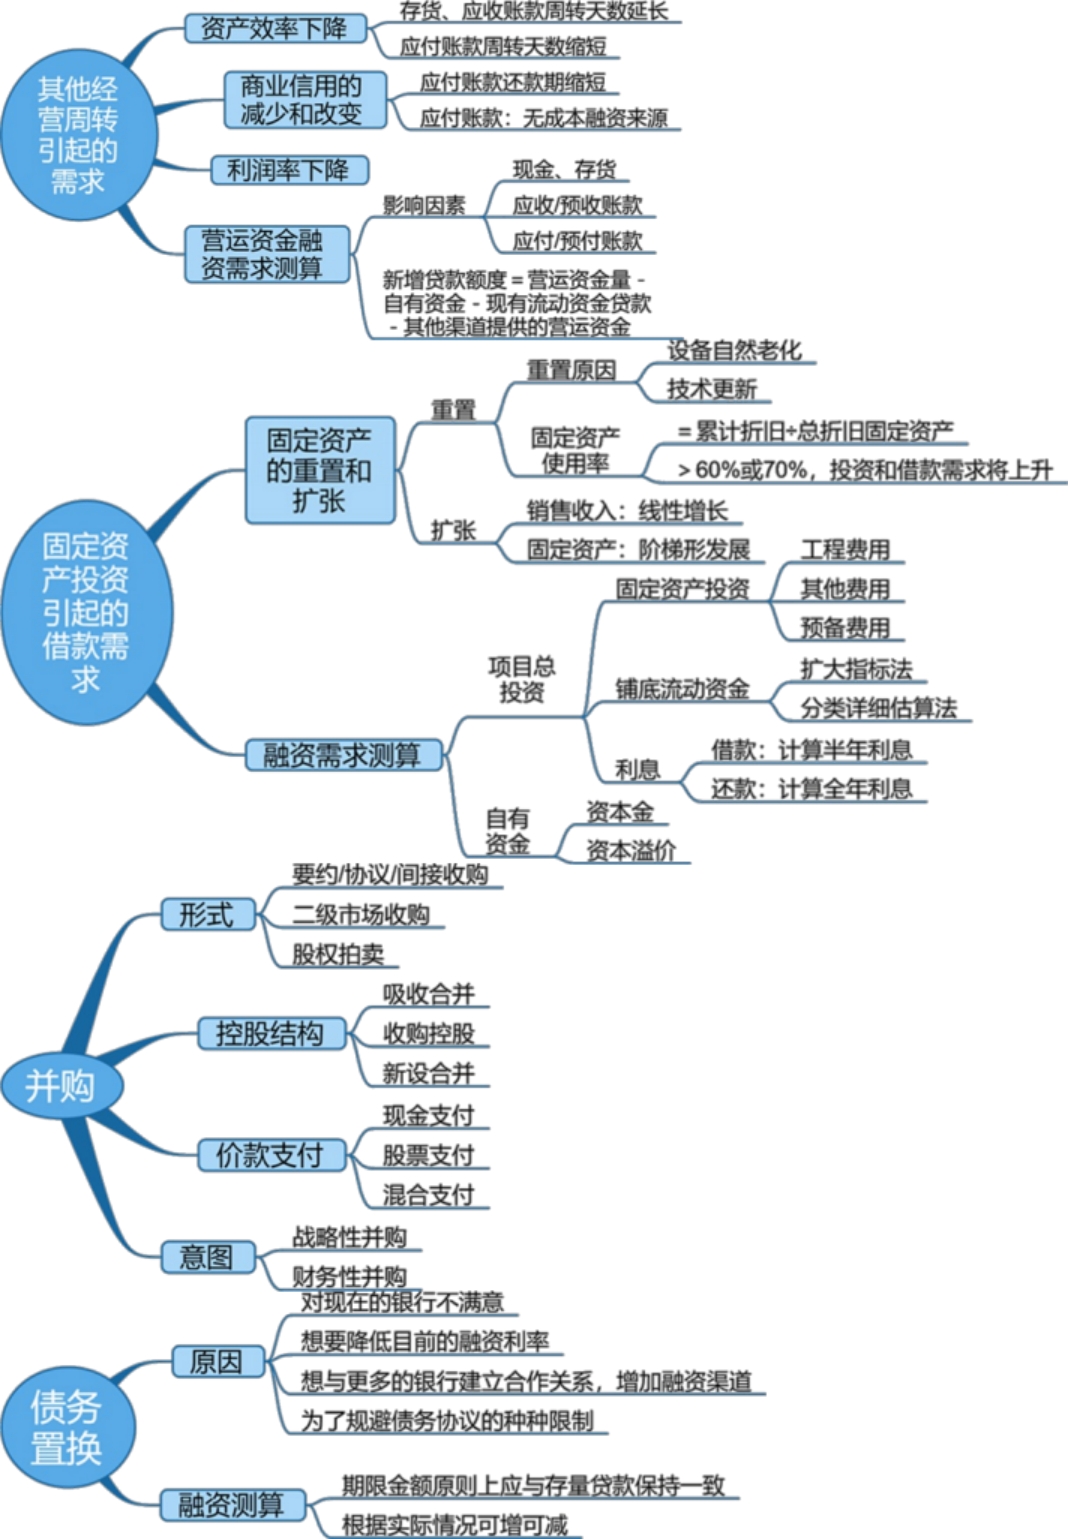 其他经
营周转
引起的
需求
资产效率下降
存货、应收账款周转天数延长
应付账款周转天数缩短
商业信用的
减少和改变
应付账款还款期缩短
应付账款：无成本融资来源
利润率下降
营运资金融
资需求测算
影响因素
现金、存货
应收/预收账款
应付/预付账款
新增贷款额度＝营运资金量－
自有资金－现有流动资金贷款
－其他渠道提供的营运资金
固定资
产投资
引起的
借款需
求
固定资产
的重置和
扩张
重置
重置原因
设备自然老化
技术更新
固定资产
使用率
＝累计折旧÷总折旧固定资产
＞60%或70%，投资和借款需求将上升
扩张
销售收入：线性增长
固定资产：阶梯形发展
融资需求测算
项目总
投资
固定资产投资
工程费用
其他费用
预备费用
铺底流动资金
扩大指标法
分类详细估算法
利息
借款：计算半年利息
还款：计算全年利息
自有
资金
资本金
资本溢价
并购
形式
要约/协议/间接收购
二级市场收购
股权拍卖
控股结构
吸收合并
收购控股
新设合并
价款支付
现金支付
股票支付
混合支付
意图
战略性并购
财务性并购
债务
置换
原因
对现在的银行不满意
想要降低目前的融资利率
想与更多的银行建立合作关系，增加融资渠道
为了规避债务协议的种种限制
融资测算
期限金额原则上应与存量贷款保持一致
根据实际情况可增可减